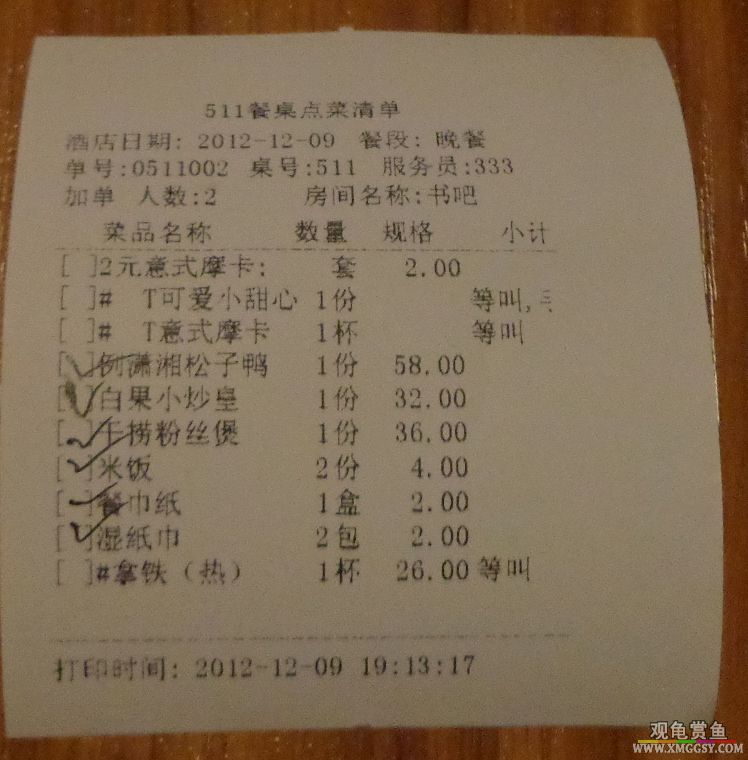 511餐桌点菜清单
酒店日期: 2012-12-09 餐段: 晚餐
单号:0511002 桌号:511 服务员:333
加单 人数:2 房间名称:书吧
菜品名称 数量 规格 小计
[ ]2元意式摩卡: 套 2.00
[ ]# T可爱小甜心 1份 等叫,
[ ]# T意式摩卡 1杯 等叫
[ ]例潇湘松子鸭 1份 58.00
[ ]白果小炒皇 1份 32.00
[ ]干捞粉丝煲 1份 36.00
[ ]米饭 2份 4.00
[ ]餐巾纸 1盒 2.00
[ ]湿纸巾 2包 2.00
[ ]#拿铁（热） 1杯 26.00 等叫
打印时间: 2012-12-09 19:13:17
观龟赏鱼
WWW.XMGGSY.COM